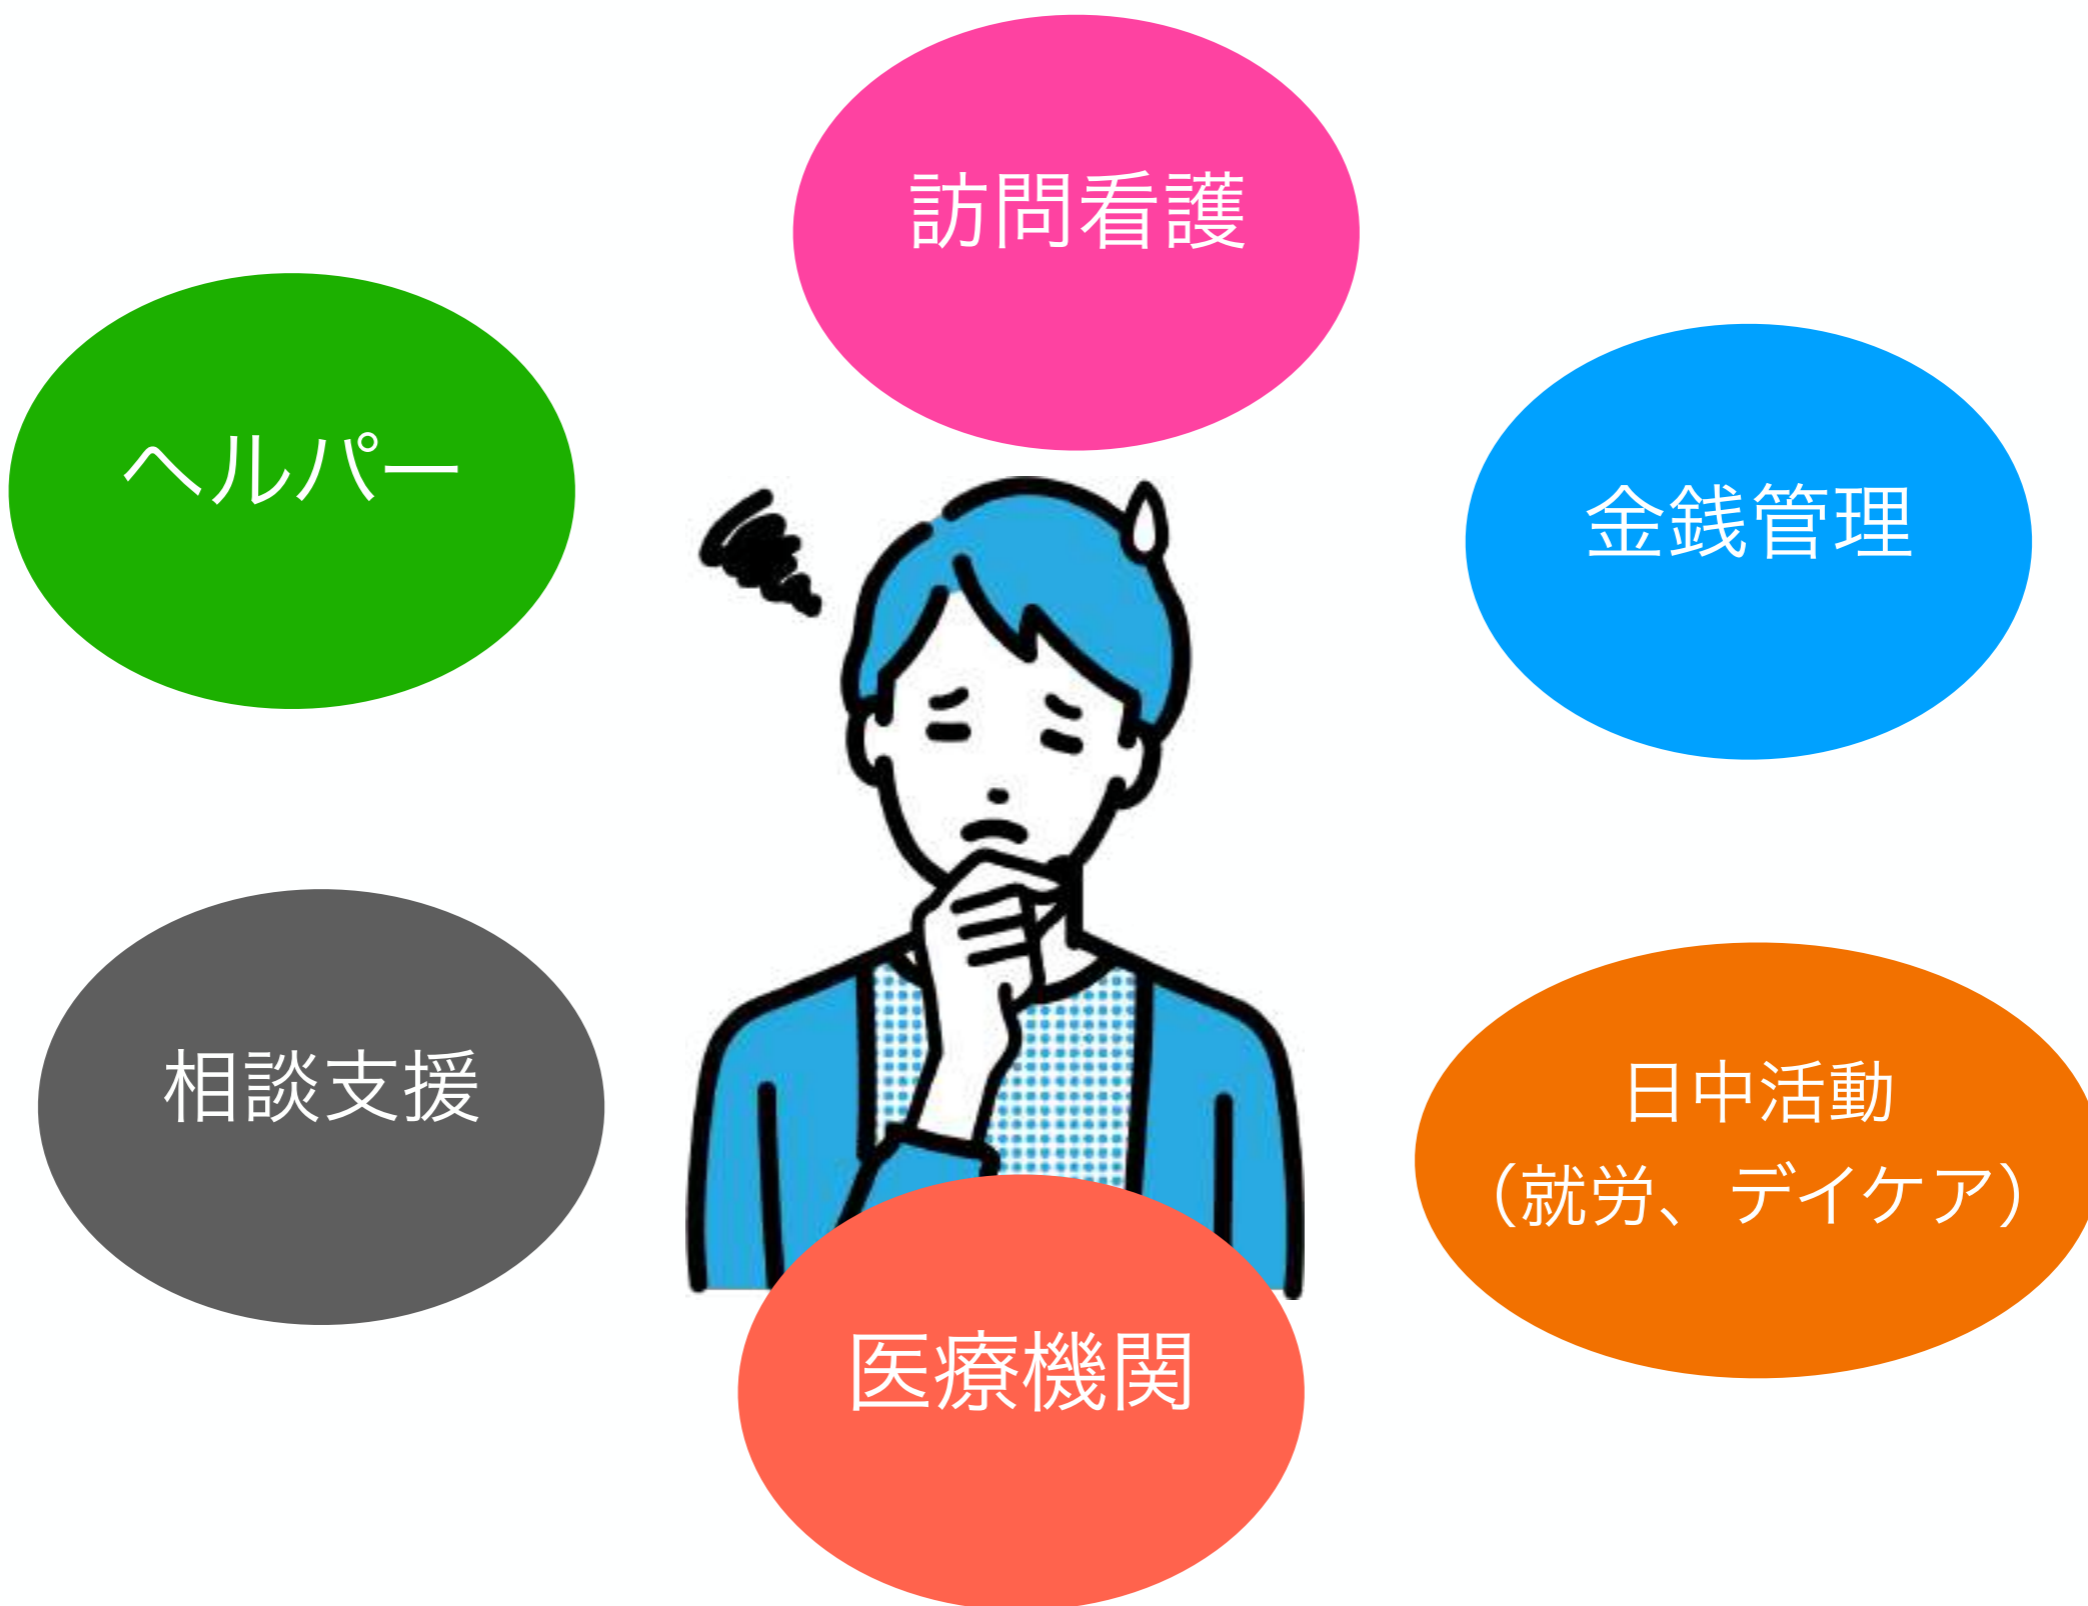 訪問看護
ヘルパー
金銭管理
相談支援
日中活動
（就労、デイケア）
医療機関